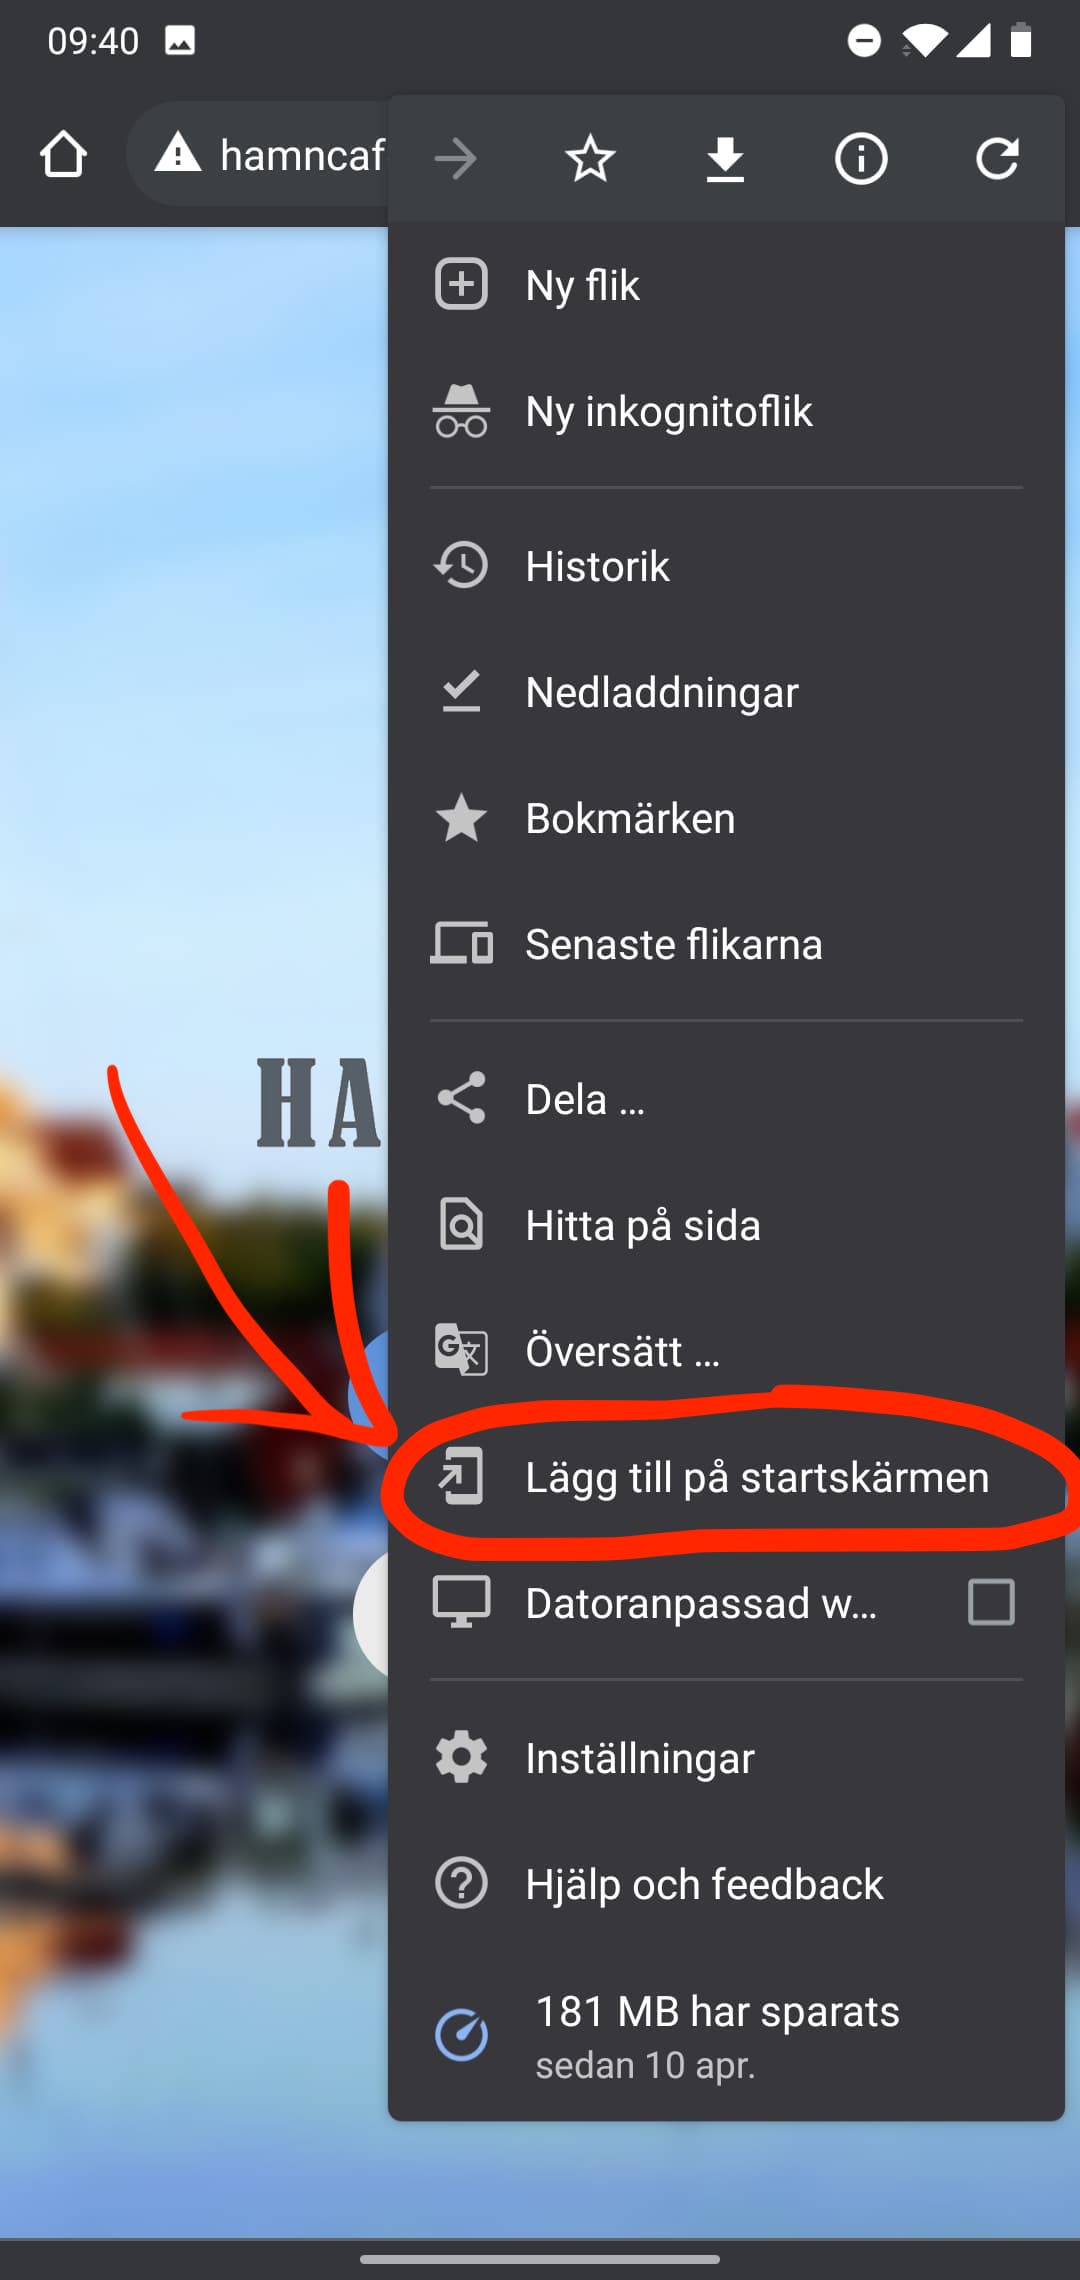 09:40
hamncaf
Ny flik
Ny inkognitoflik
Historik
Nedladdningar
Bokmärken
Senaste flikarna
HA
Dela ...
Hitta på sida
Översätt ...
Lägg till på startskärmen
Datoranpassad w...
Inställningar
Hjälp och feedback
181 MB har sparats
sedan 10 apr.